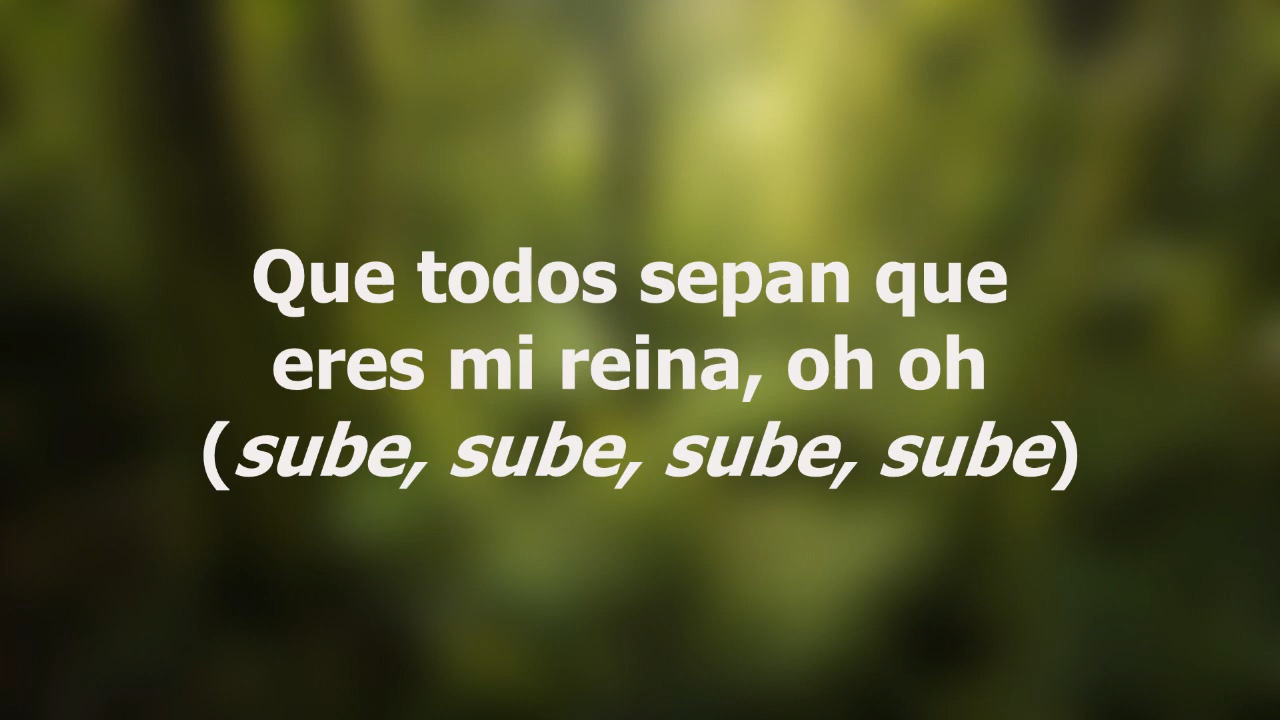 Que todos sepan que
eres mi reina, oh oh
(sube, sube, sube, sube)